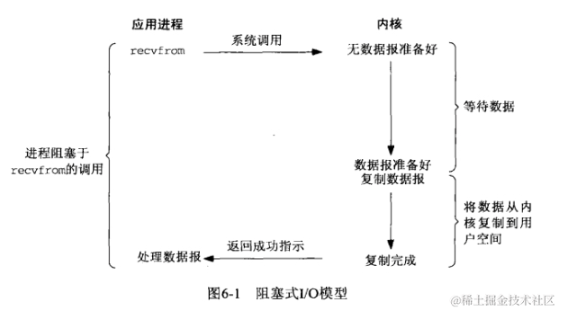 应用进程
内核
recvfrom
系统调用
无数据报准备好
等待数据
进程阻塞于
recvfrom的调用
数据报准备好
复制数据报
将数据从内
核复制到用
户空间
处理数据报
返回成功指示
复制完成
图6-1 阻塞式I/O模型
@稀土掘金技术社区